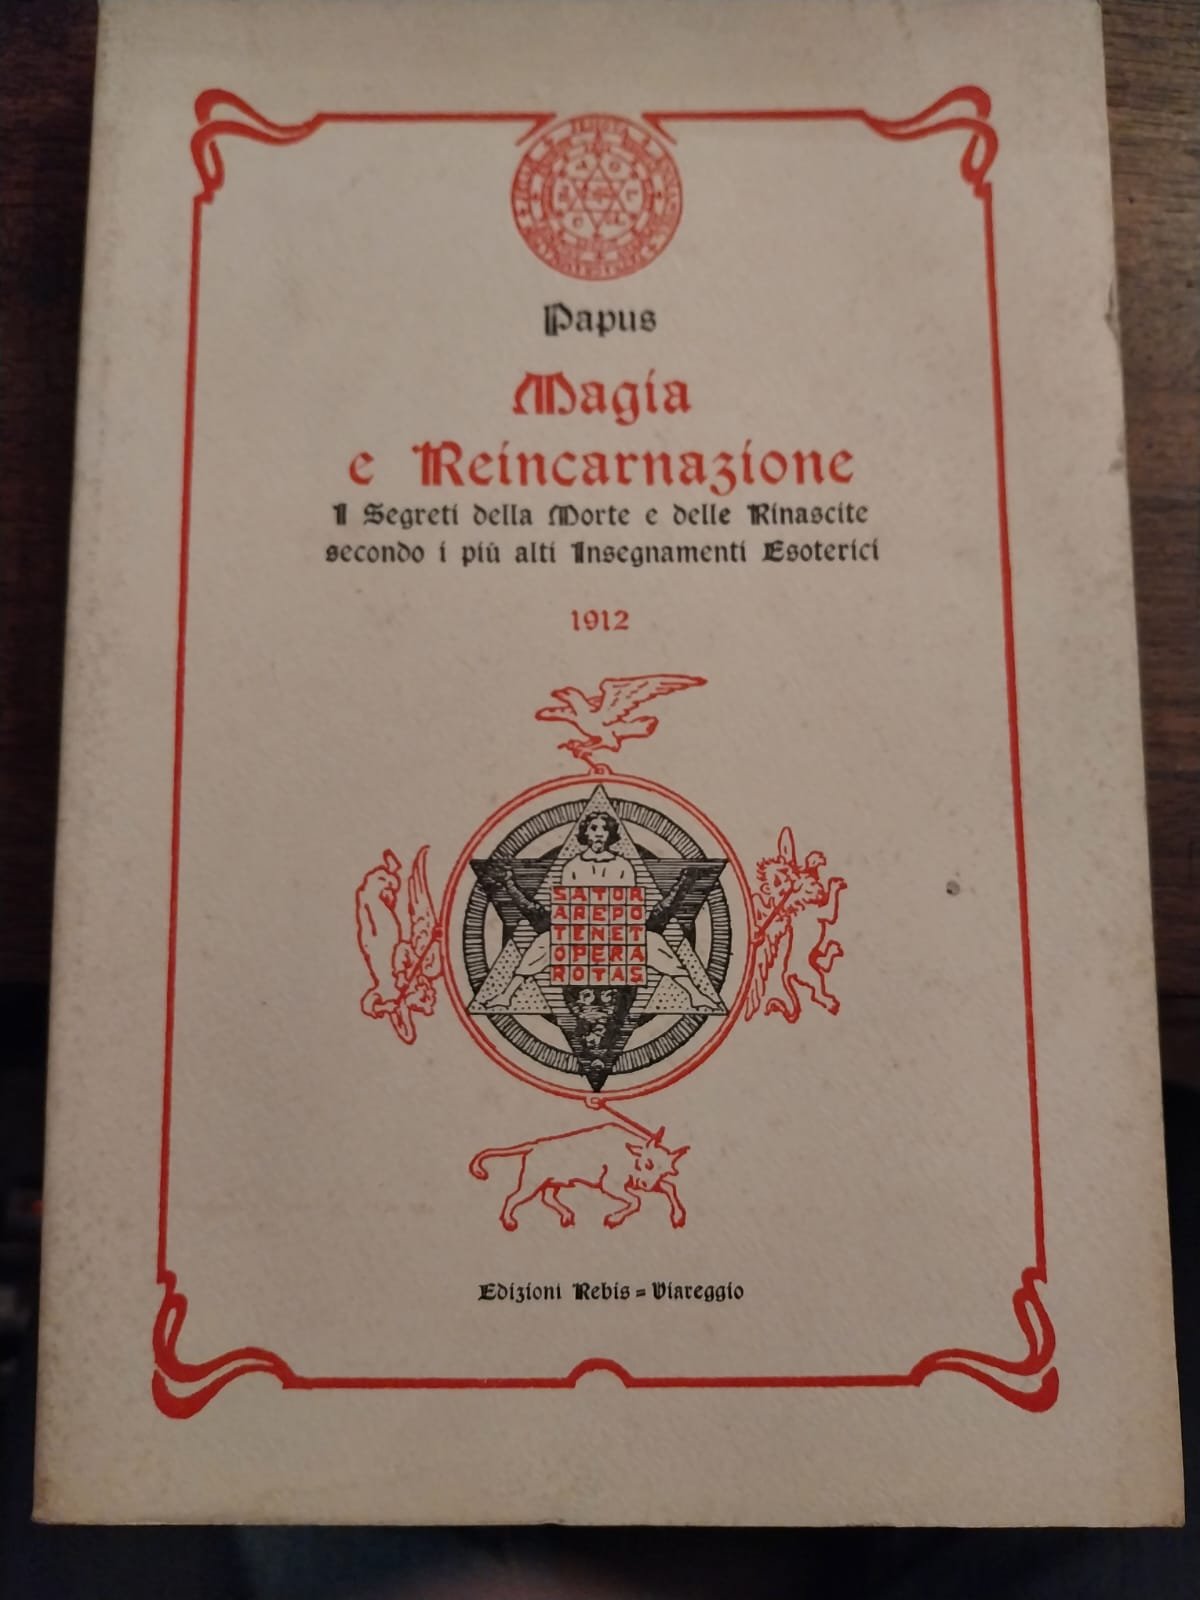 Papus
Magia
e Reincarnazione
I Segreti della Morte e delle Rinascite
secondo i più alti Insegnamenti Esoterici
1912
SATOR
AREPO
TENET
OPERA
ROTAS
Edizioni Rebis = Viareggio